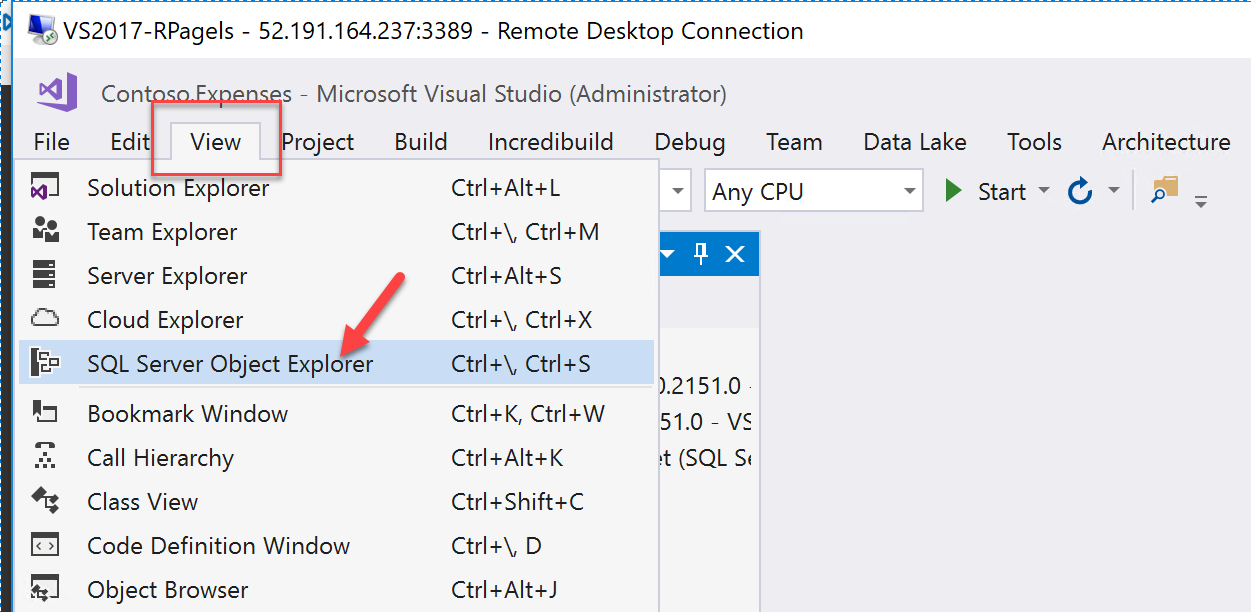 VS2017-RPagels - 52.191.164.237:3389 - Remote Desktop Connection
Contoso.Expenses - Microsoft Visual Studio (Administrator)
File Edit View Project Build Incredibuild Debug Team Data Lake Tools Architecture
Solution Explorer Ctrl+Alt+L Any CPU Start
Team Explorer Ctrl+\, Ctrl+M
Server Explorer Ctrl+Alt+S
Cloud Explorer Ctrl+\, Ctrl+X
SQL Server Object Explorer Ctrl+\, Ctrl+S
.2151.0 -
Bookmark Window Ctrl+K, Ctrl+W 51.0 - VS
Call Hierarchy Ctrl+Alt+K (SQL Se
Class View Ctrl+Shift+C
Code Definition Window Ctrl+\, D
Object Browser Ctrl+Alt+J